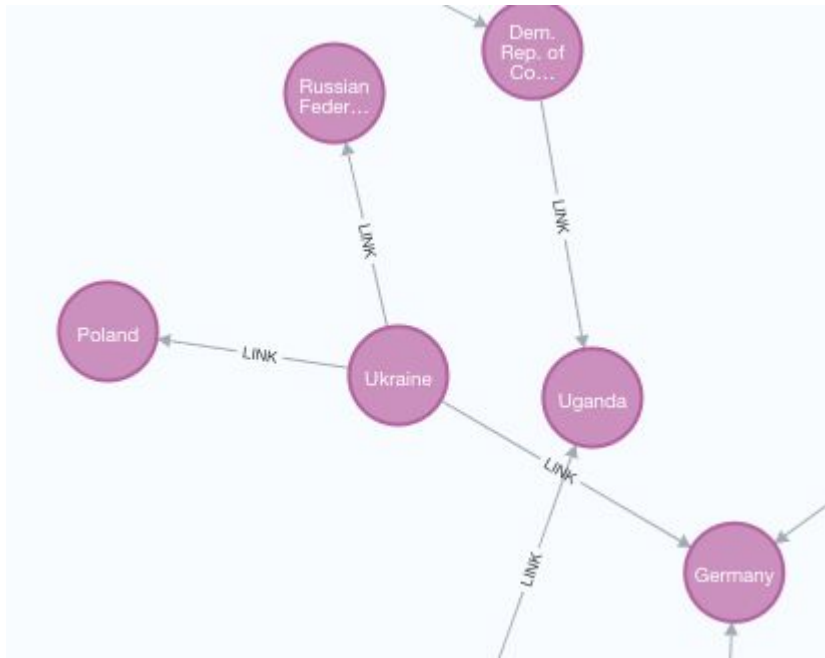 Dem.
Rep. of
Co...
Russian
Feder...
LINK
LINK
Poland
LINK
Ukraine
Uganda
LINK
LINK
Germany